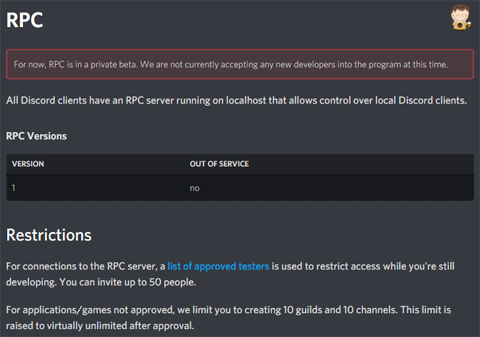 RPC
For now, RPC is in a private beta. We are not currently accepting any new developers into the program at this time.
All Discord clients have an RPC server running on localhost that allows control over local Discord clients.
RPC Versions
VERSION OUT OF SERVICE
1 no
Restrictions
For connections to the RPC server, a list of approved testers is used to restrict access while you're still
developing. You can invite up to 50 people.
For applications/games not approved, we limit you to creating 10 guilds and 10 channels. This limit is
raised to virtually unlimited after approval.